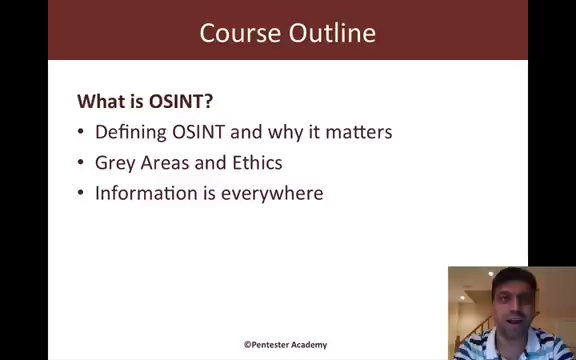 Course Outline
What is OSINT?
• Defining OSINT and why it matters
• Grey Areas and Ethics
• Information is everywhere
©Pentester Academy